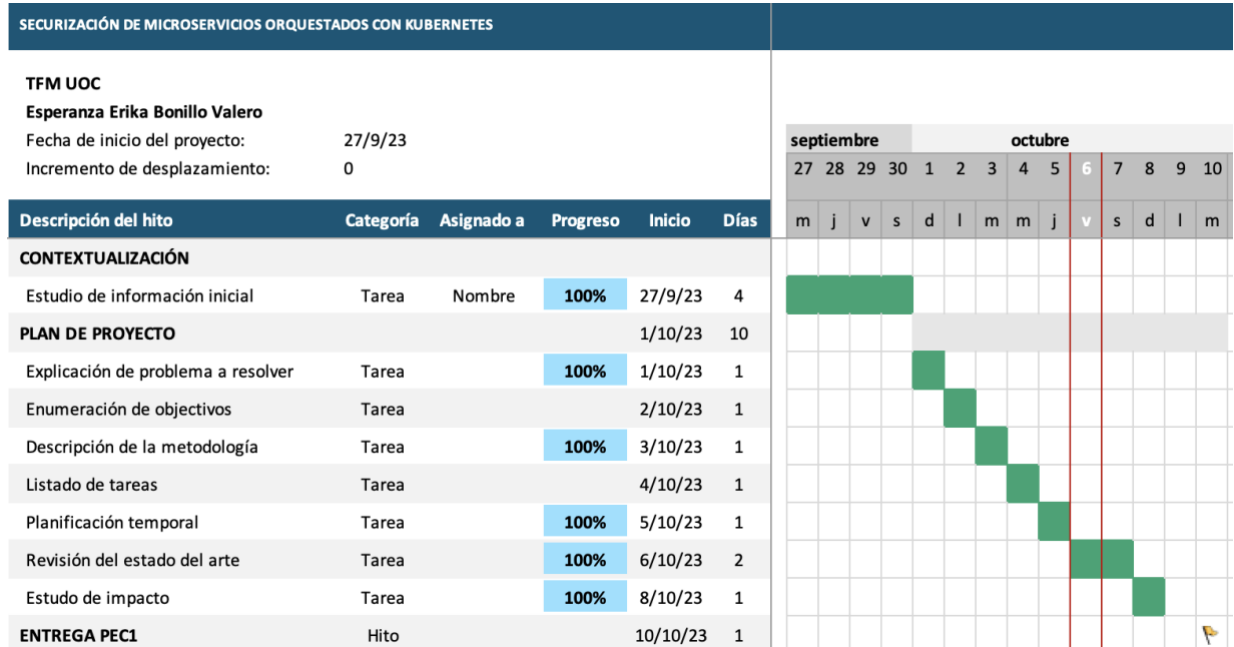 SECURIZACIÓN DE MICROSERVICIOS ORQUESTADOS CON KUBERNETES
TFM UOC
Esperanza Erika Bonillo Valero
Fecha de inicio del proyecto: 27/9/23
Incremento de desplazamiento: 0
septiembre octubre
27 28 29 30 1 2 3 4 5 6 7 8 9 10
Descripción del hito Categoría Asignado a Progreso Inicio Días m j v s d l m m j v s d l m
CONTEXTUALIZACIÓN
Estudio de información inicial Tarea Nombre 100% 27/9/23 4
PLAN DE PROYECTO 1/10/23 10
Explicación de problema a resolver Tarea 100% 1/10/23 1
Enumeración de objectivos Tarea 2/10/23 1
Descripción de la metodología Tarea 100% 3/10/23 1
Listado de tareas Tarea 4/10/23 1
Planificación temporal Tarea 100% 5/10/23 1
Revisión del estado del arte Tarea 100% 6/10/23 2
Estudo de impacto Tarea 100% 8/10/23 1
ENTREGA PEC1 Hito 10/10/23 1